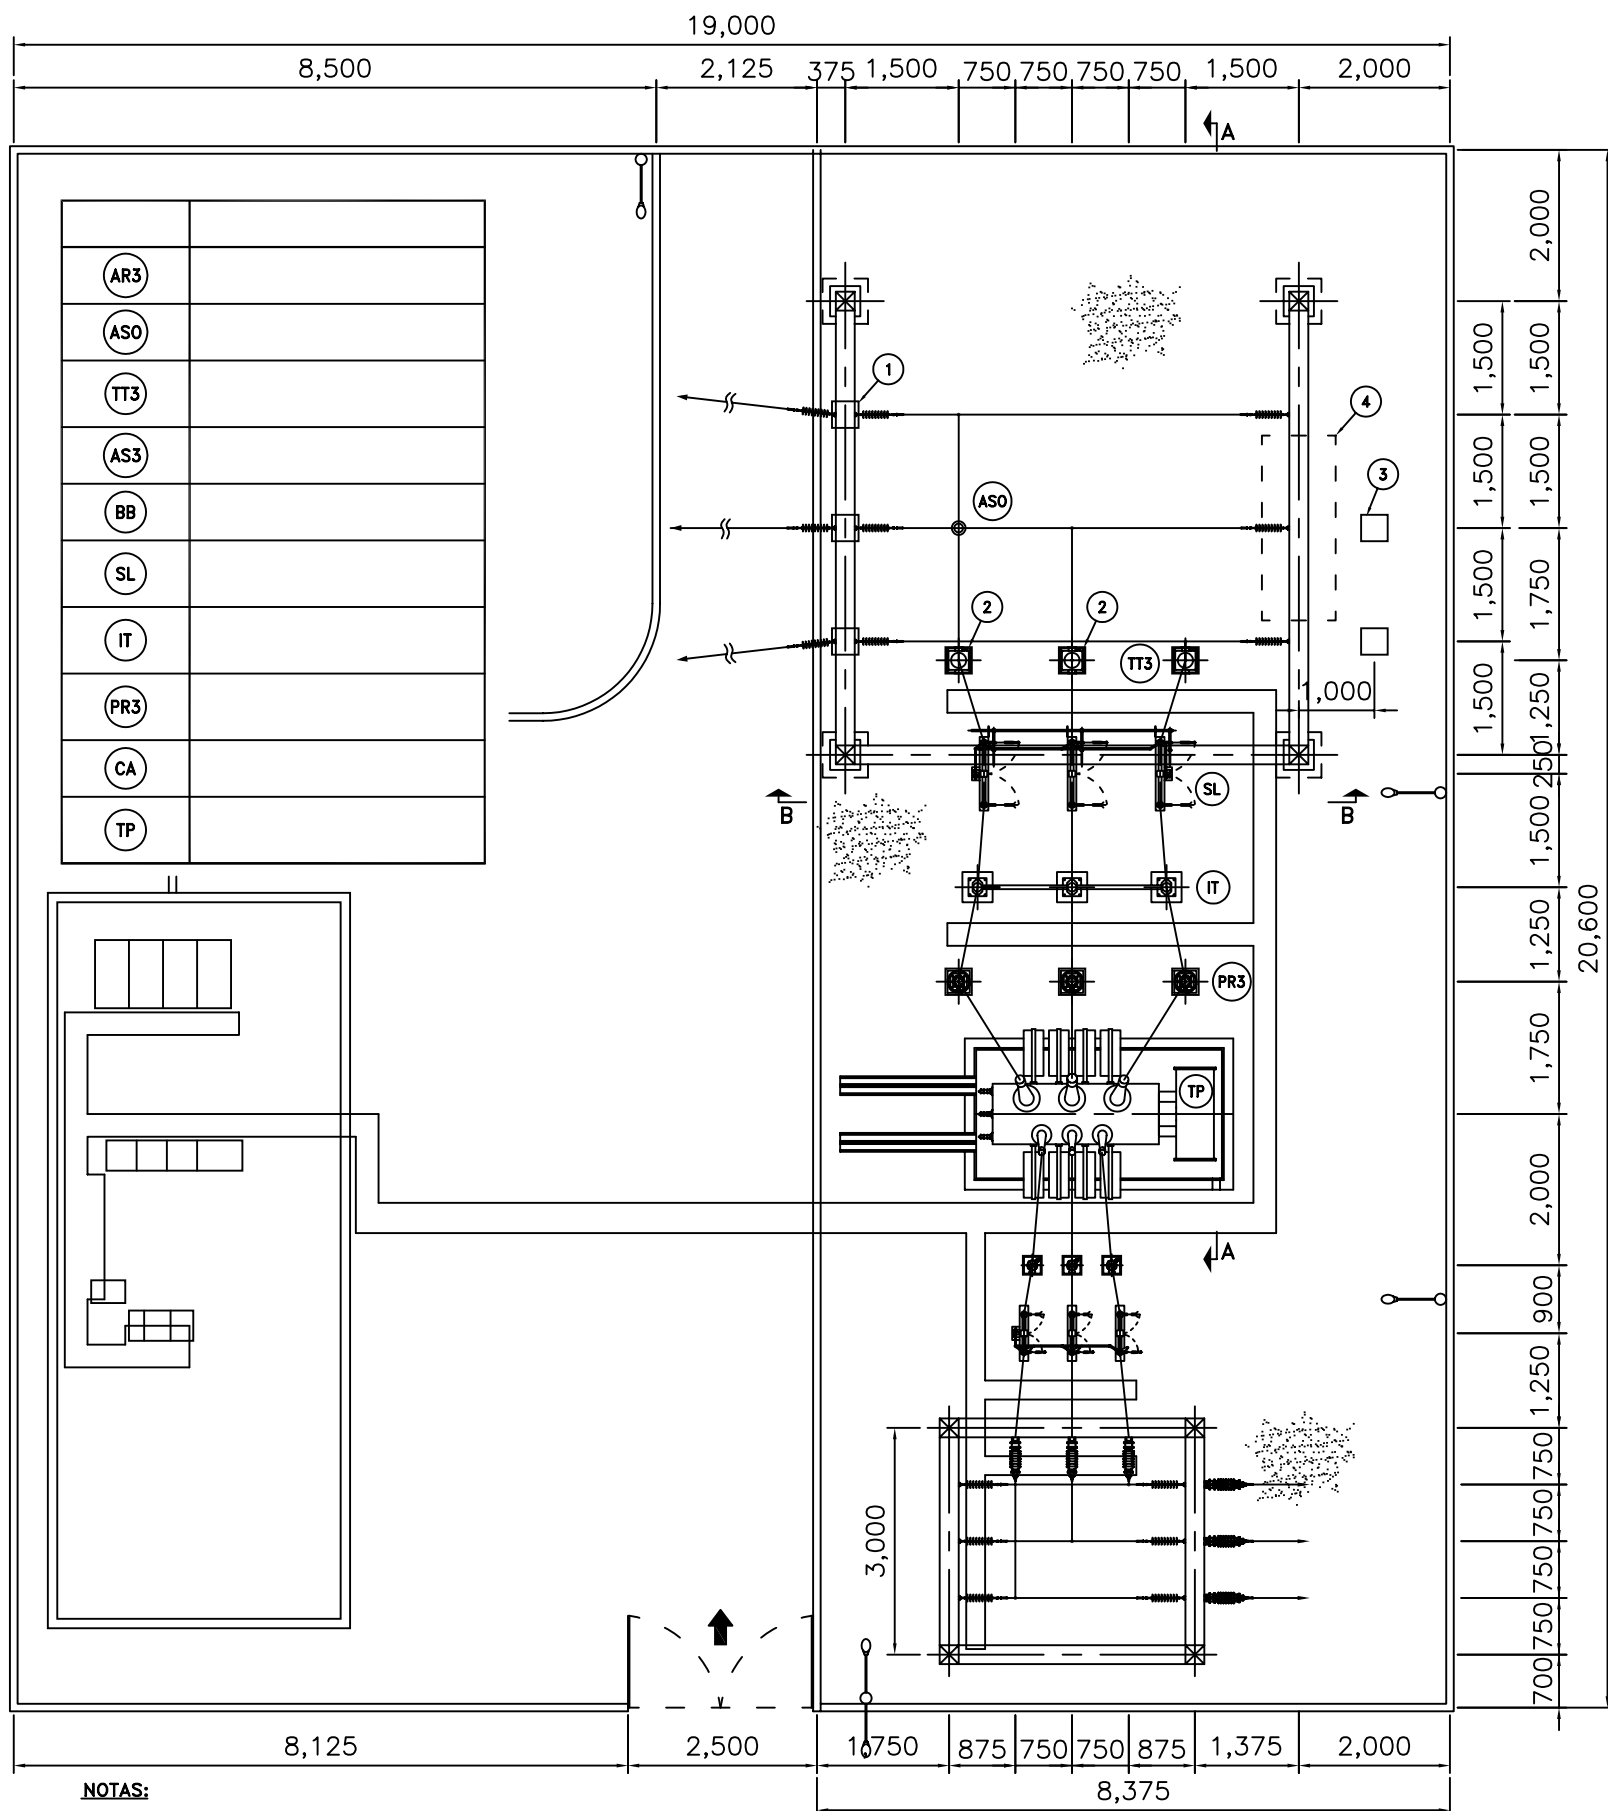 19,000
8,500 2,125 375 1,500 750 750 750 750 1,500 2,000
A
AR3
ASO
TT3
AS3
BB
SL
IT
PR3
CA
TP
1
4
3
ASO
2 2
TT3
1,000
SL
B B
IT
PR3
TP
A
3,000
2,000
1,500 1,500
1,500 1,500
1,500 1,750
1,500 1,250
250
1,500
1,250
20,600
1,750
2,000
900
1,250
750
750
750
750
700
8,125 2,500 1,750 875 750 750 875 1,375 2,000
8,375
NOTAS: